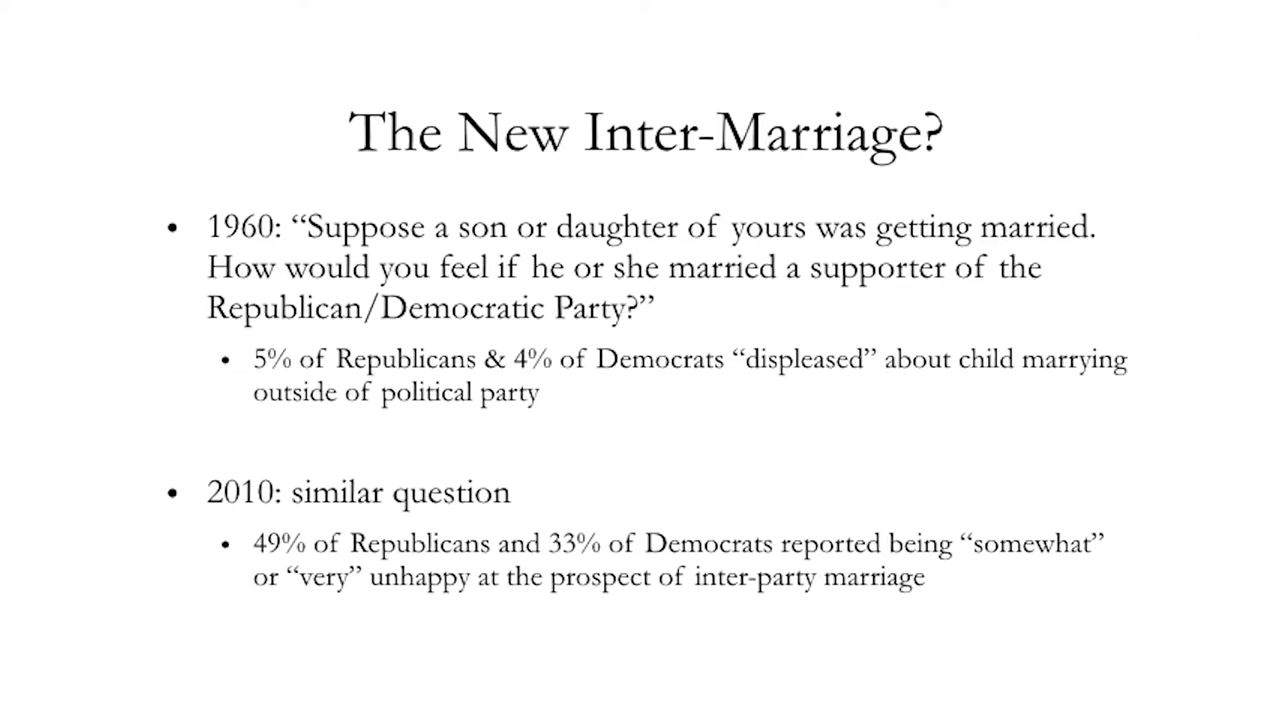 The New Inter-Marriage?
• 1960: “Suppose a son or daughter of yours was getting married.
How would you feel if he or she married a supporter of the
Republican/Democratic Party?”
• 5% of Republicans & 4% of Democrats “displeased” about child marrying
outside of political party
• 2010: similar question
• 49% of Republicans and 33% of Democrats reported being “somewhat”
or “very” unhappy at the prospect of inter-party marriage